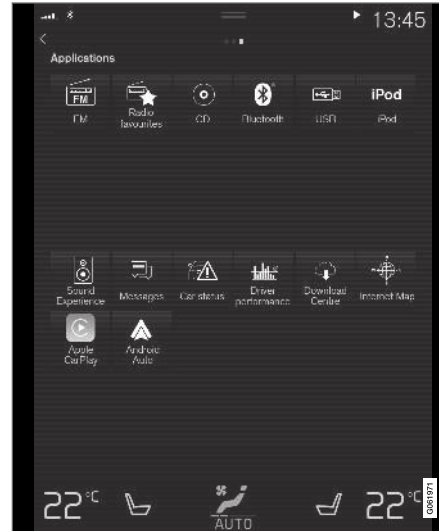 13:45
Applications
FM
FM
Radio
favourites
CD
Bluetooth
USB
iPod
iPod
Sound
Experience
Messages
Car status
Driver
performance
Download
Centre
Internet Map
Apple
CarPlay
Android
Auto
22°C
AUTO
22°C
G061971